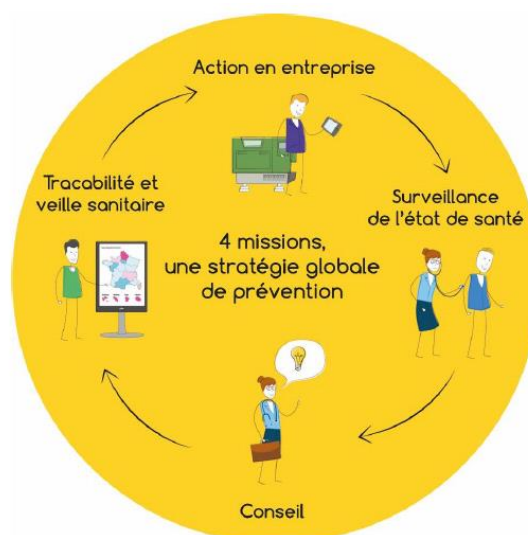 Action en entreprise
Tracabilité et
veille sanitaire
Surveillance
de l'état de santé
4 missions,
une stratégie globale
de prévention
Conseil